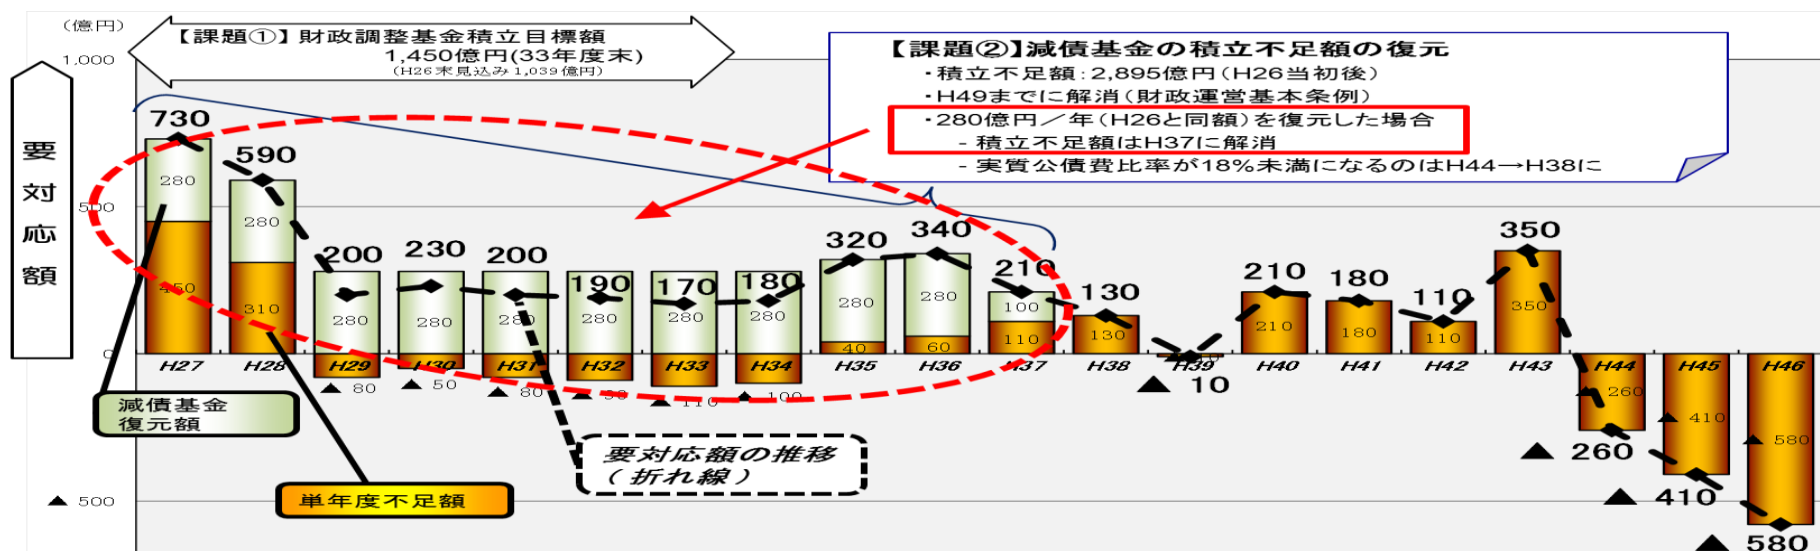 (億円)
【課題①】財政調整基金積立目標額
1,450億円(33年度末)
(H26末見込み1,039億円)
【課題②】減債基金の積立不足額の復元
・積立不足額:2,895億円(H26当初後)
・H49までに解消(財政運営基本条例)
・280億円/年(H26と同額)を復元した場合
- 積立不足額はH37に解消
- 実質公債費比率が18%未満になるのはH44→H38に
要対応額
1,000
500
0
▲ 500
730
590
200
230
200
190
170
180
320
340
210
130
▲ 10
210
180
110
350
▲ 260
▲ 410
▲ 580
280
280
280
280
280
280
280
280
280
280
100
450
310
40
60
110
130
210
180
110
350
▲ 260
▲ 410
▲ 580
H27
H28
H29
H30
H31
H32
H33
H34
H35
H36
H37
H38
H39
H40
H41
H42
H43
H44
H45
H46
▲ 80
▲ 50
▲ 80
▲ 90
▲ 110
▲ 100
減債基金
復元額
単年度不足額
要対応額の推移
(折れ線)